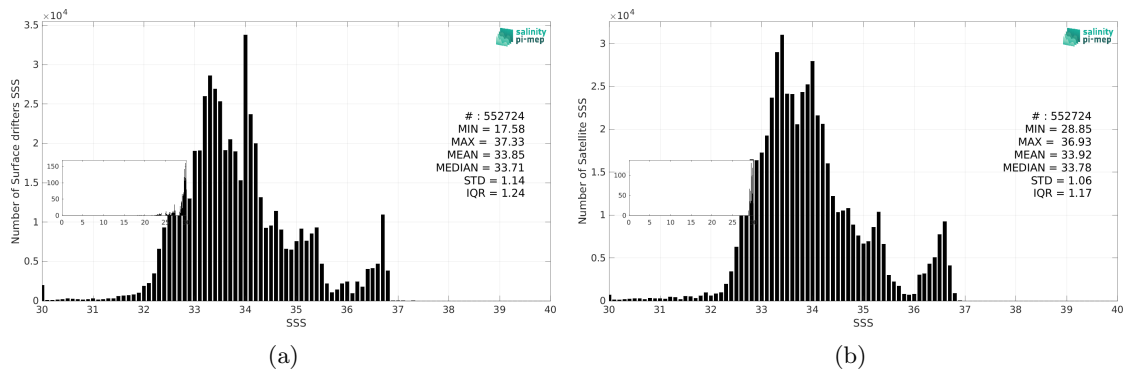 ×10⁴
3.5
3
2.5
2
1.5
1
0.5
0
30 31 32 33 34 35 36 37 38 39 40
SSS
Number of Surface drifters SSS
salinity
pi-mep
# : 552724
MIN = 17.58
MAX = 37.33
MEAN = 33.85
MEDIAN = 33.71
STD = 1.14
IQR = 1.24
150
100
50
0
0 5 10 15 20 25
(a)
×10⁴
3
2.5
2
1.5
1
0.5
0
30 31 32 33 34 35 36 37 38 39 40
SSS
Number of Satellite SSS
salinity
pi-mep
# : 552724
MIN = 28.85
MAX = 36.93
MEAN = 33.92
MEDIAN = 33.78
STD = 1.06
IQR = 1.17
100
50
0
0 5 10 15 20 25
(b)